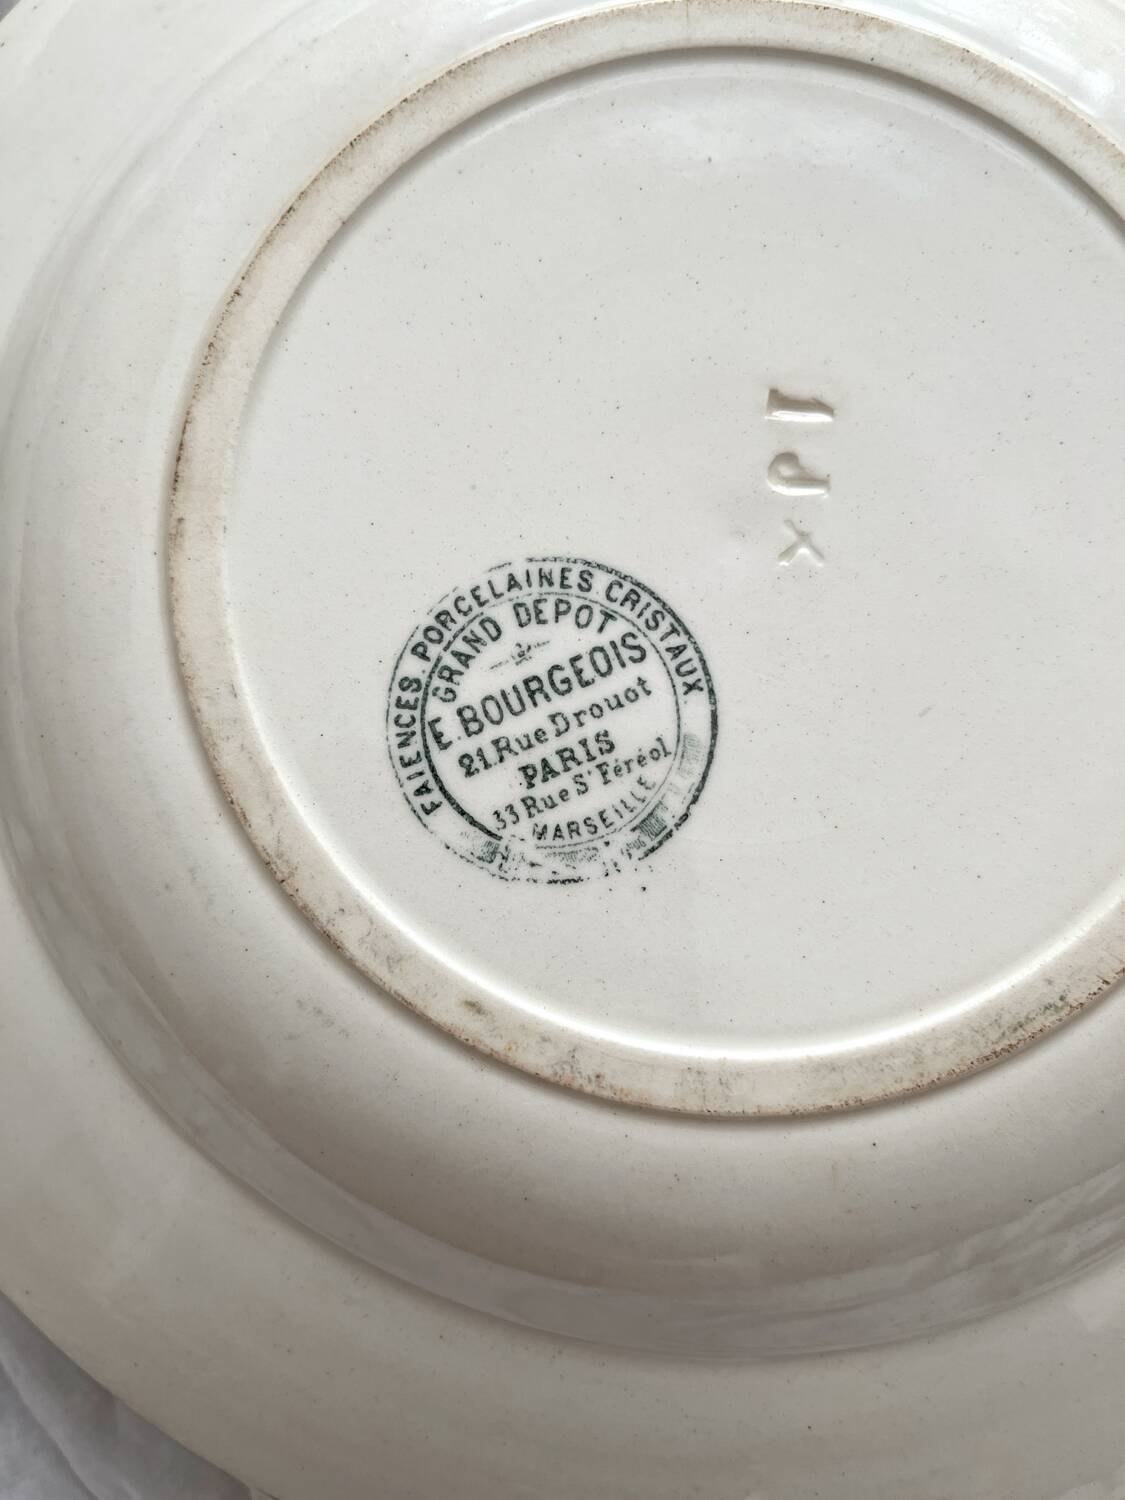 FAIENCES. PORCELAINES CRISTAUX
GRAND DEPOT
E. BOURGEOIS
21. Rue Drouot
PARIS
33 Rue St Féréol
MARSEILLE